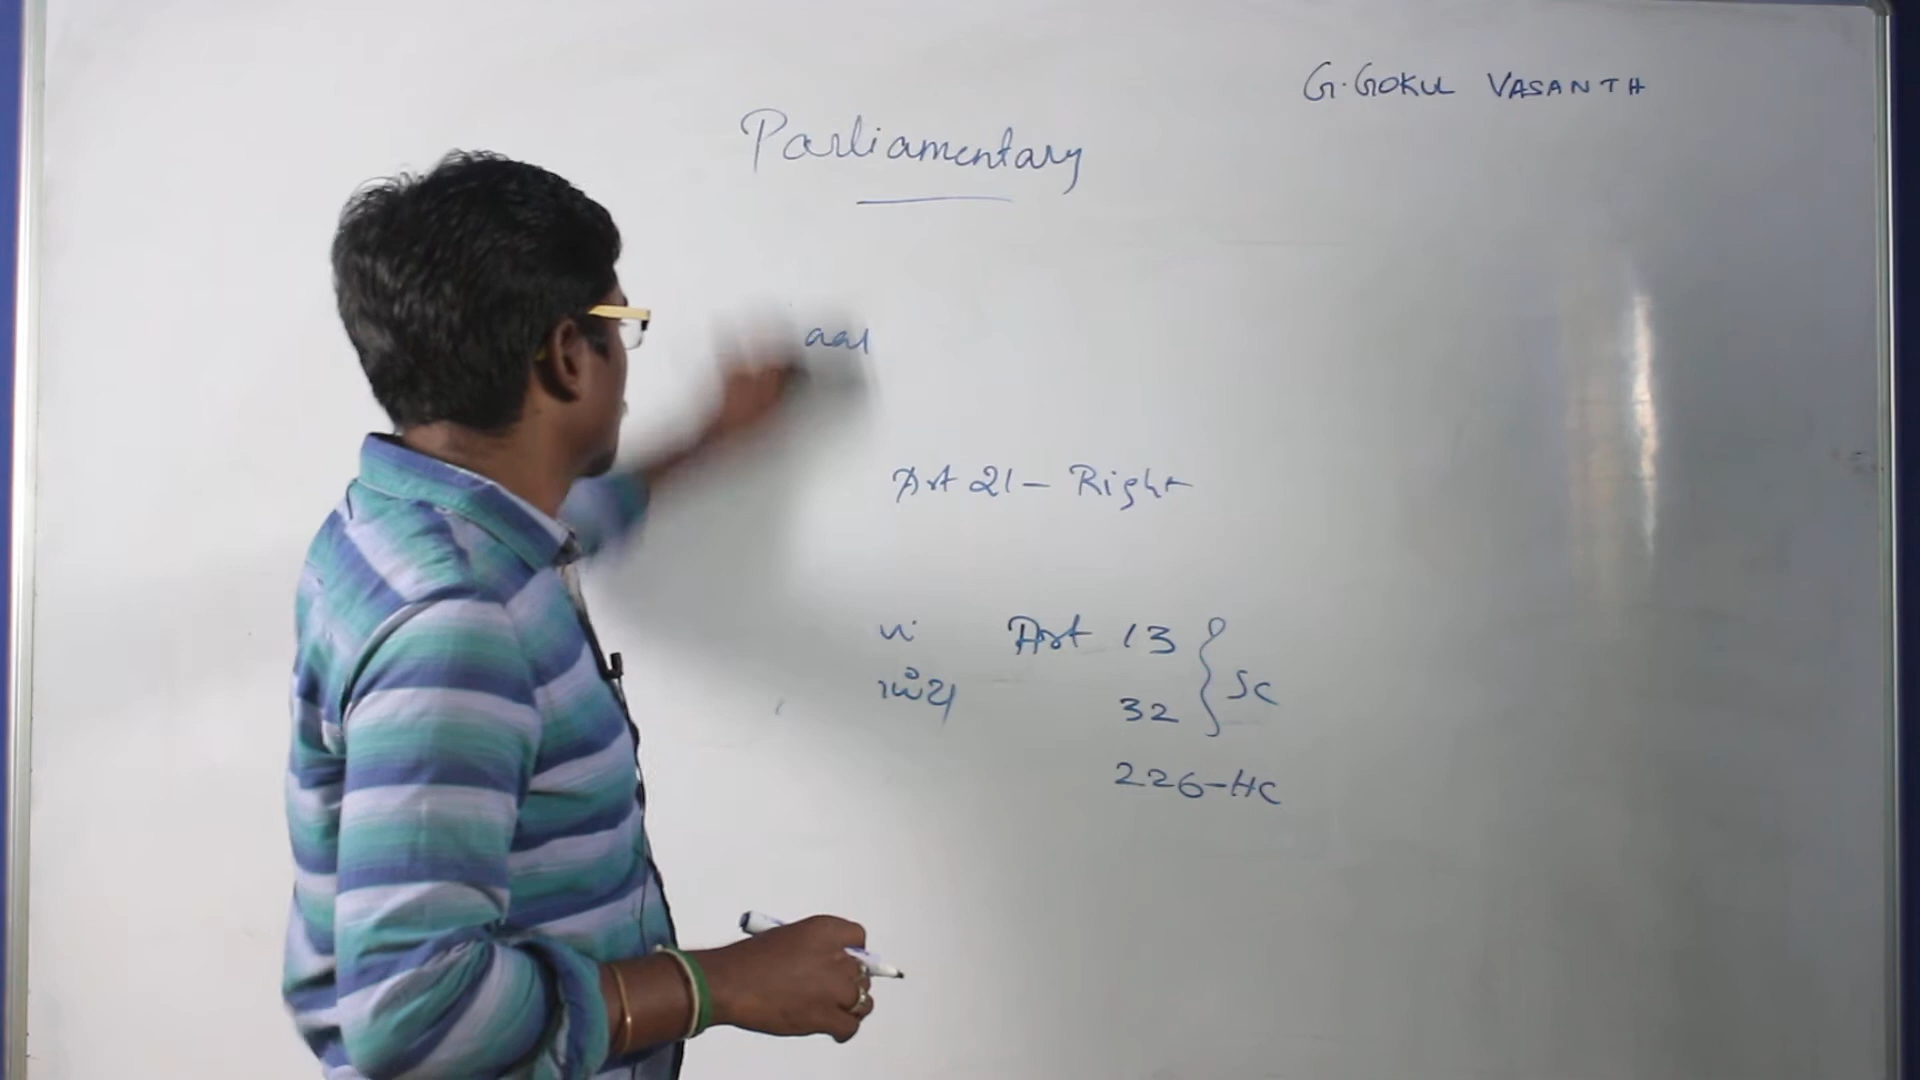 G. GOKUL VASANTH
Parliamentary
Art 21 - Right
Art 13 } SC
32
226 - HC